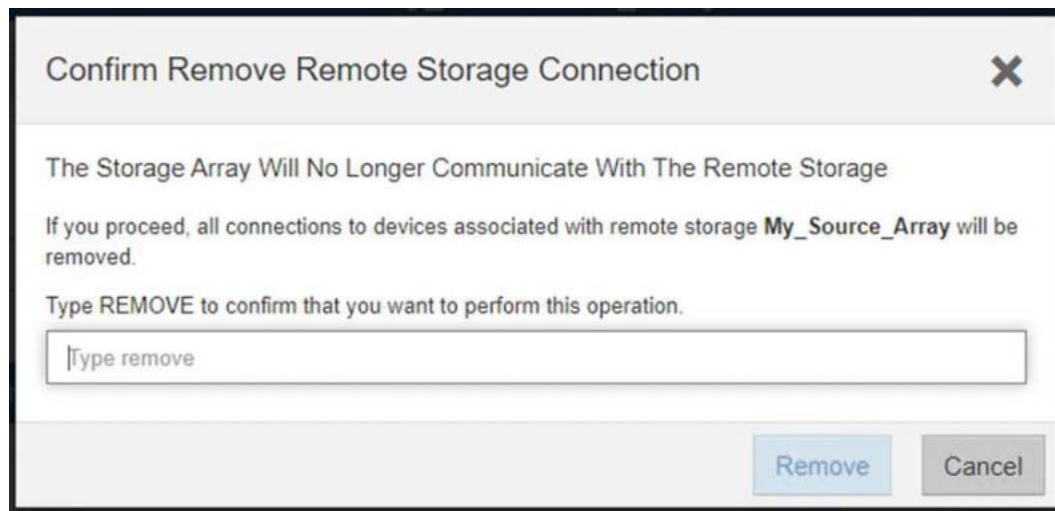 Confirm Remove Remote Storage Connection
The Storage Array Will No Longer Communicate With The Remote Storage
If you proceed, all connections to devices associated with remote storage My_Source_Array will be
removed.
Type REMOVE to confirm that you want to perform this operation.
Type remove
Remove Cancel